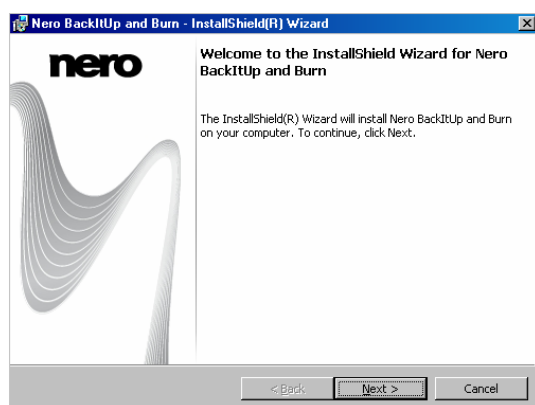 Nero BackItUp and Burn - InstallShield(R) Wizard
nero
Welcome to the InstallShield Wizard for Nero
BackItUp and Burn
The InstallShield(R) Wizard will install Nero BackItUp and Burn
on your computer. To continue, click Next.
< Back
Next >
Cancel